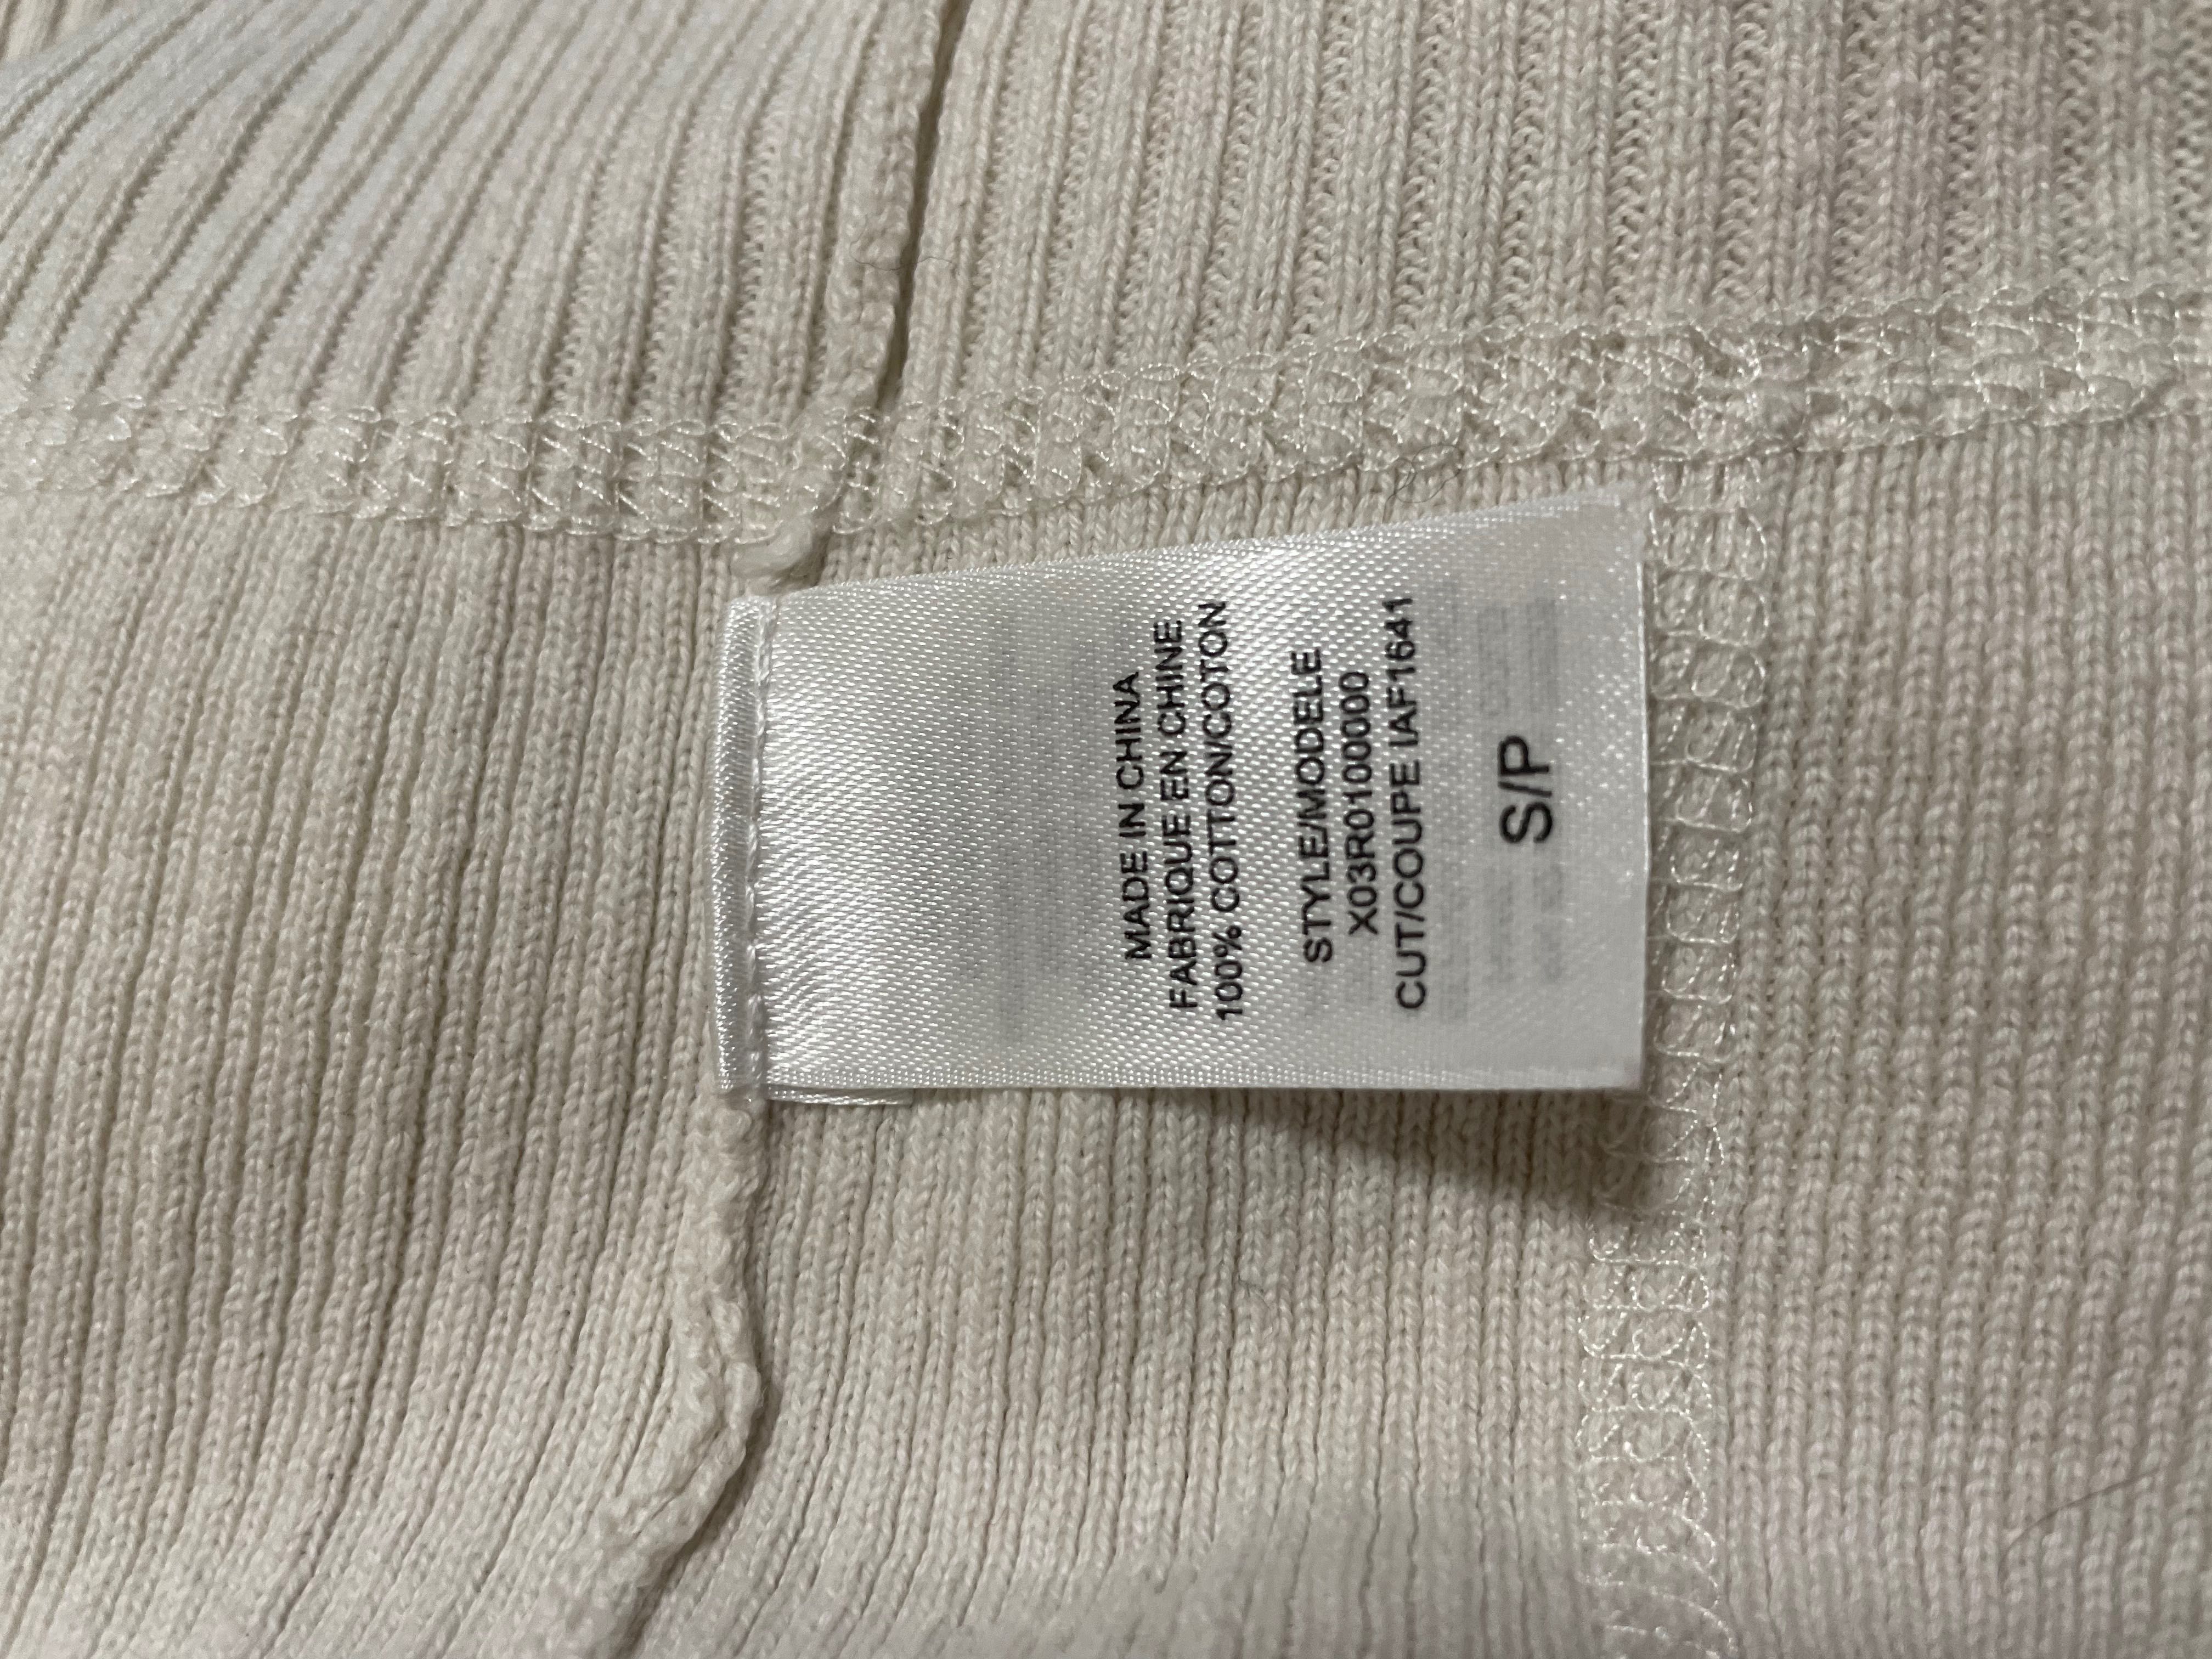 MADE IN CHINA
FABRIQUE EN CHINE
100% COTTON/COTON
STYLE/MODELE
X03R0100000
CUT/COUPE IAF1641
S/P